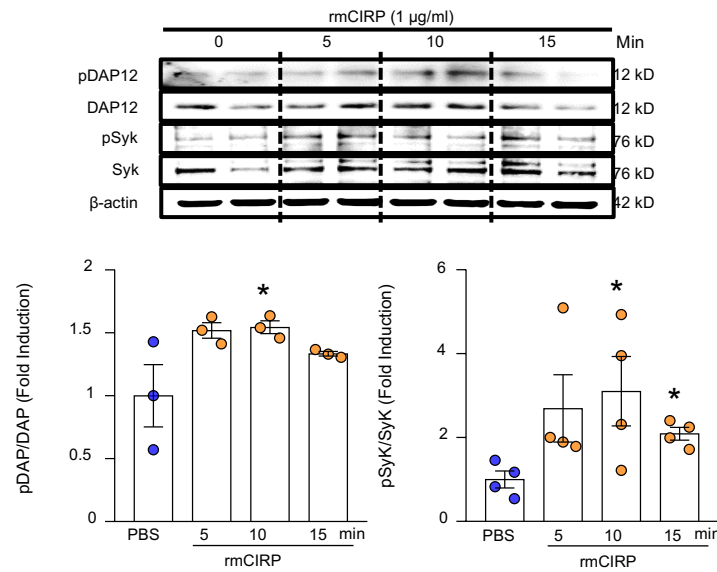 rmCIRP (1 µg/ml)
0 5 10 15 Min
pDAP12 12 kD
DAP12 12 kD
pSyk 76 kD
Syk 76 kD
β-actin 42 kD
pDAP/DAP (Fold Induction)
2
1.5
1
0.5
0
*
PBS 5 10 15 min
rmCIRP
pSyK/SyK (Fold Induction)
6
4
2
0
*
*
PBS 5 10 15 min
rmCIRP